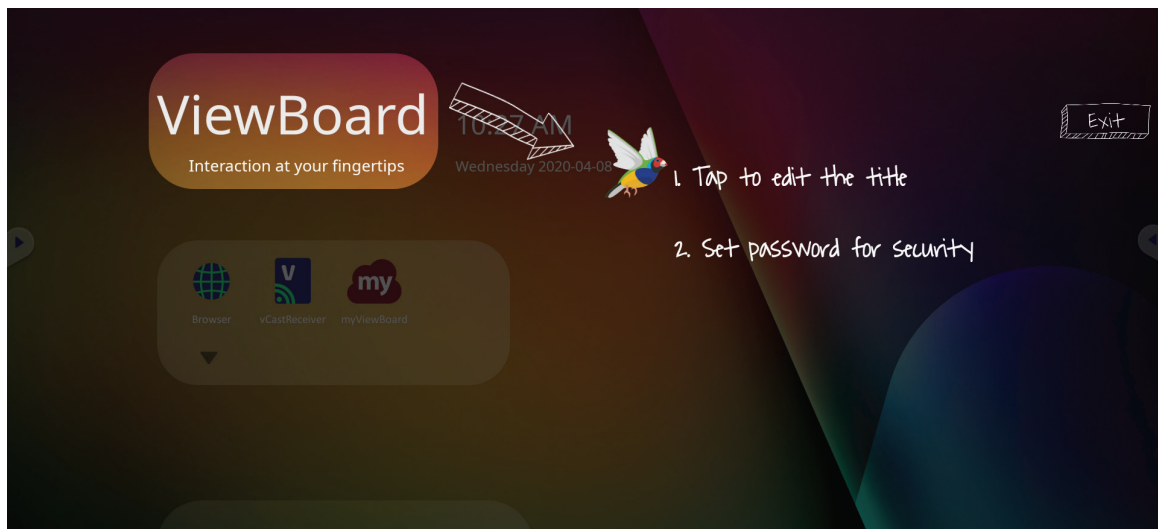 ViewBoard
Interaction at your fingertips
10:27 AM
Wednesday 2020-04-08
Exit
1. Tap to edit the title
2. Set password for security
V
my
Browser
vCastReceiver
myViewBoard